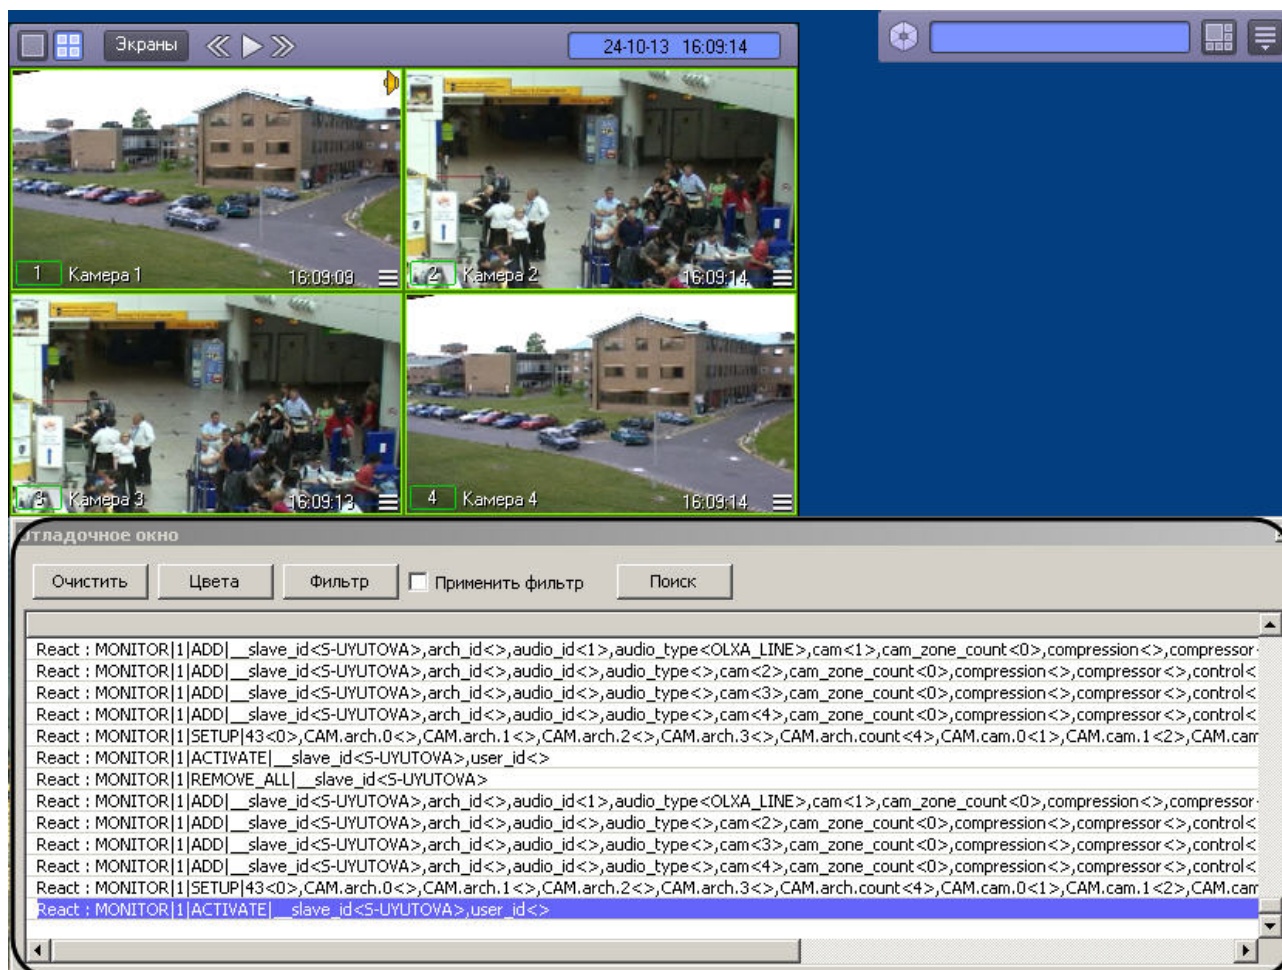 Экраны
24-10-13 16:09:14
1 Камера 1 16:09:09
2 Камера 2 16:09:14
3 Камера 3 16:09:13
4 Камера 4 16:09:14
Отладочное окно
Очистить Цвета Фильтр Применить фильтр Поиск
React : MONITOR|1|ADD|__slave_id<S-UYUTOVA>,arch_id<>,audio_id<1>,audio_type<OLXA_LINE>,cam<1>,cam_zone_count<0>,compression<>,compressor
React : MONITOR|1|ADD|__slave_id<S-UYUTOVA>,arch_id<>,audio_id<>,audio_type<>,cam<2>,cam_zone_count<0>,compression<>,compressor<>,control<
React : MONITOR|1|ADD|__slave_id<S-UYUTOVA>,arch_id<>,audio_id<>,audio_type<>,cam<3>,cam_zone_count<0>,compression<>,compressor<>,control<
React : MONITOR|1|ADD|__slave_id<S-UYUTOVA>,arch_id<>,audio_id<>,audio_type<>,cam<4>,cam_zone_count<0>,compression<>,compressor<>,control<
React : MONITOR|1|SETUP|43<0>,CAM.arch.0<>,CAM.arch.1<>,CAM.arch.2<>,CAM.arch.3<>,CAM.arch.count<4>,CAM.cam.0<1>,CAM.cam.1<2>,CAM.cam
React : MONITOR|1|ACTIVATE|__slave_id<S-UYUTOVA>,user_id<>
React : MONITOR|1|REMOVE_ALL|__slave_id<S-UYUTOVA>
React : MONITOR|1|ADD|__slave_id<S-UYUTOVA>,arch_id<>,audio_id<1>,audio_type<OLXA_LINE>,cam<1>,cam_zone_count<0>,compression<>,compressor
React : MONITOR|1|ADD|__slave_id<S-UYUTOVA>,arch_id<>,audio_id<>,audio_type<>,cam<2>,cam_zone_count<0>,compression<>,compressor<>,control<
React : MONITOR|1|ADD|__slave_id<S-UYUTOVA>,arch_id<>,audio_id<>,audio_type<>,cam<3>,cam_zone_count<0>,compression<>,compressor<>,control<
React : MONITOR|1|ADD|__slave_id<S-UYUTOVA>,arch_id<>,audio_id<>,audio_type<>,cam<4>,cam_zone_count<0>,compression<>,compressor<>,control<
React : MONITOR|1|SETUP|43<0>,CAM.arch.0<>,CAM.arch.1<>,CAM.arch.2<>,CAM.arch.3<>,CAM.arch.count<4>,CAM.cam.0<1>,CAM.cam.1<2>,CAM.cam
React : MONITOR|1|ACTIVATE|__slave_id<S-UYUTOVA>,user_id<>